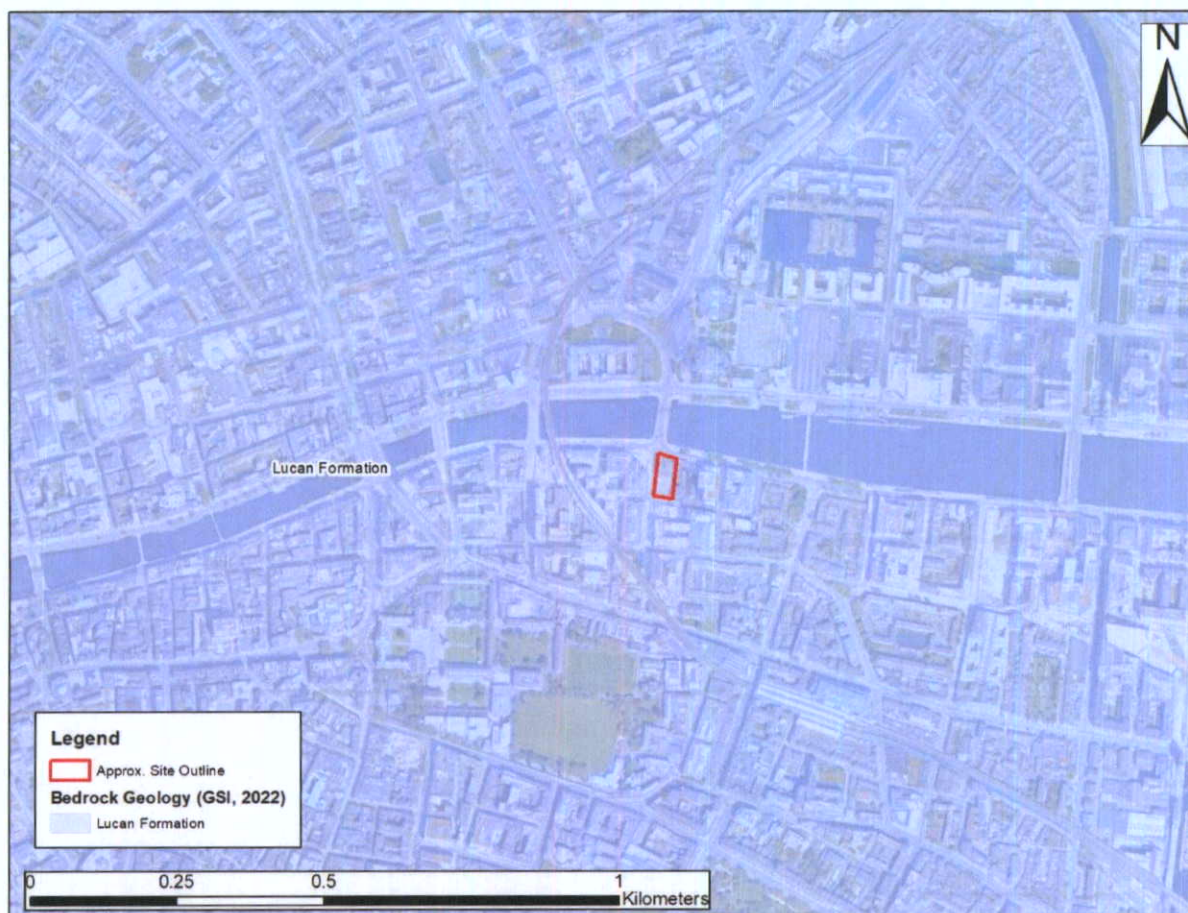 N
Lucan Formation
Legend
Approx. Site Outline
Bedrock Geology (GSI, 2022)
Lucan Formation
0 0.25 0.5 1
Kilometers